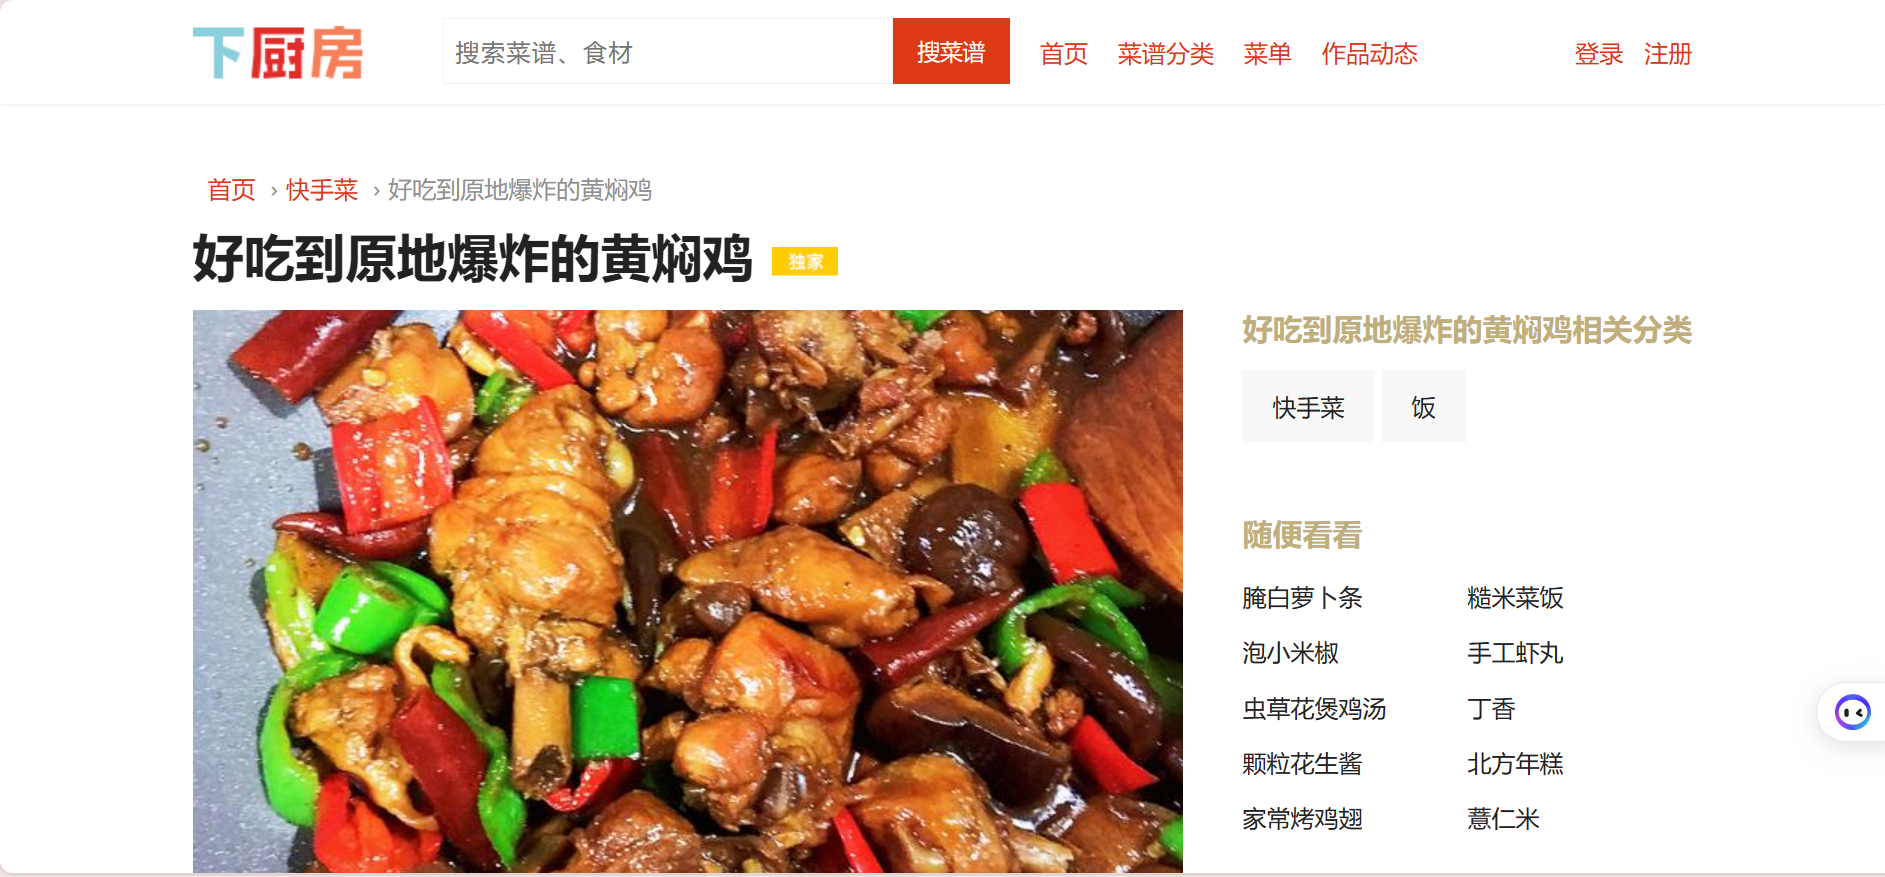 下厨房
搜索菜谱、食材
搜菜谱
首页 菜谱分类 菜单 作品动态
登录 注册
首页 › 快手菜 › 好吃到原地爆炸的黄焖鸡
好吃到原地爆炸的黄焖鸡 独家
好吃到原地爆炸的黄焖鸡相关分类
快手菜 饭
随便看看
腌白萝卜条 糙米菜饭
泡小米椒 手工虾丸
虫草花煲鸡汤 丁香
颗粒花生酱 北方年糕
家常烤鸡翅 薏仁米